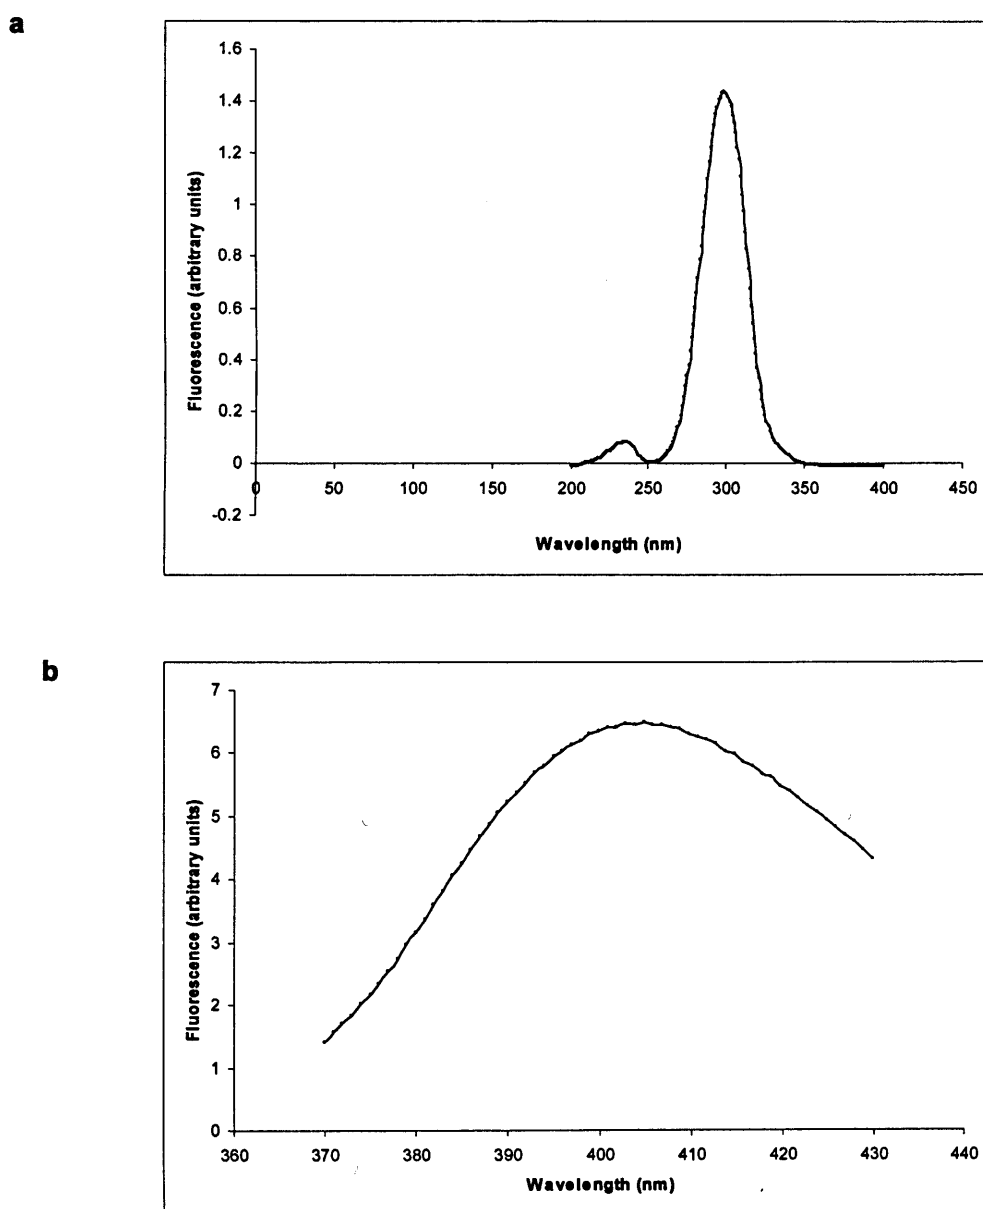 a
1.6
1.4
1.2
1
0.8
0.6
0.4
0.2
0
-0.2
Fluorescence (arbitrary units)
0 50 100 150 200 250 300 350 400 450
Wavelength (nm)
b
7
6
5
4
3
2
1
0
Fluorescence (arbitrary units)
360 370 380 390 400 410 420 430 440
Wavelength (nm)